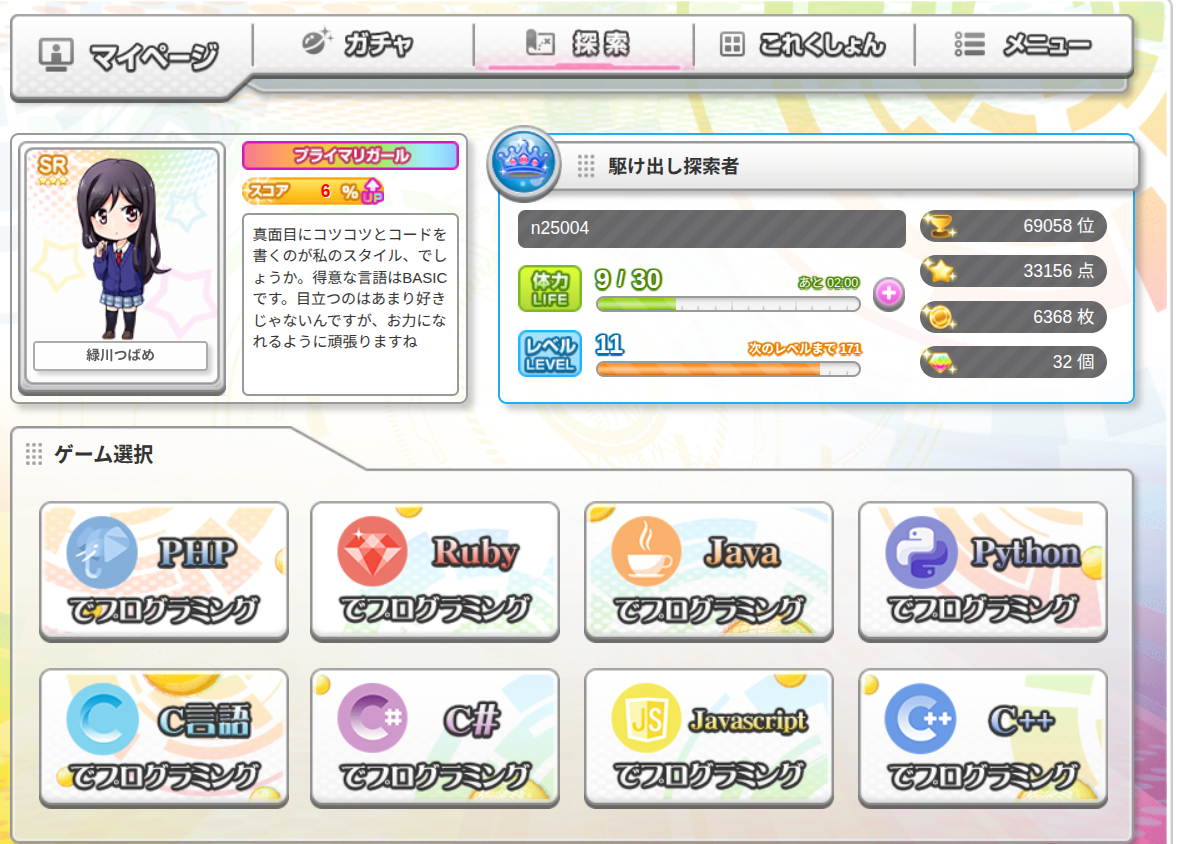 マイページ
ガチャ
探索
これくしょん
メニュー
SR
緑川つばめ
プライマリガール
スコア 6 %UP
真面目にコツコツとコードを
書くのが私のスタイル、でし
ょうか。得意な言語はBASIC
です。目立つのはあまり好き
じゃないんですが、お力にな
れるように頑張りますね
駆け出し探索者
n25004
体力
LIFE
9 / 30
あと 02:00
レベル
LEVEL
11
次のレベルまで 171
69058 位
33156 点
6368 枚
32 個
ゲーム選択
PHP
でプログラミング
Ruby
でプログラミング
Java
でプログラミング
Python
でプログラミング
C言語
でプログラミング
C#
C#
でプログラミング
JS
Javascript
でプログラミング
C++
C++
でプログラミング